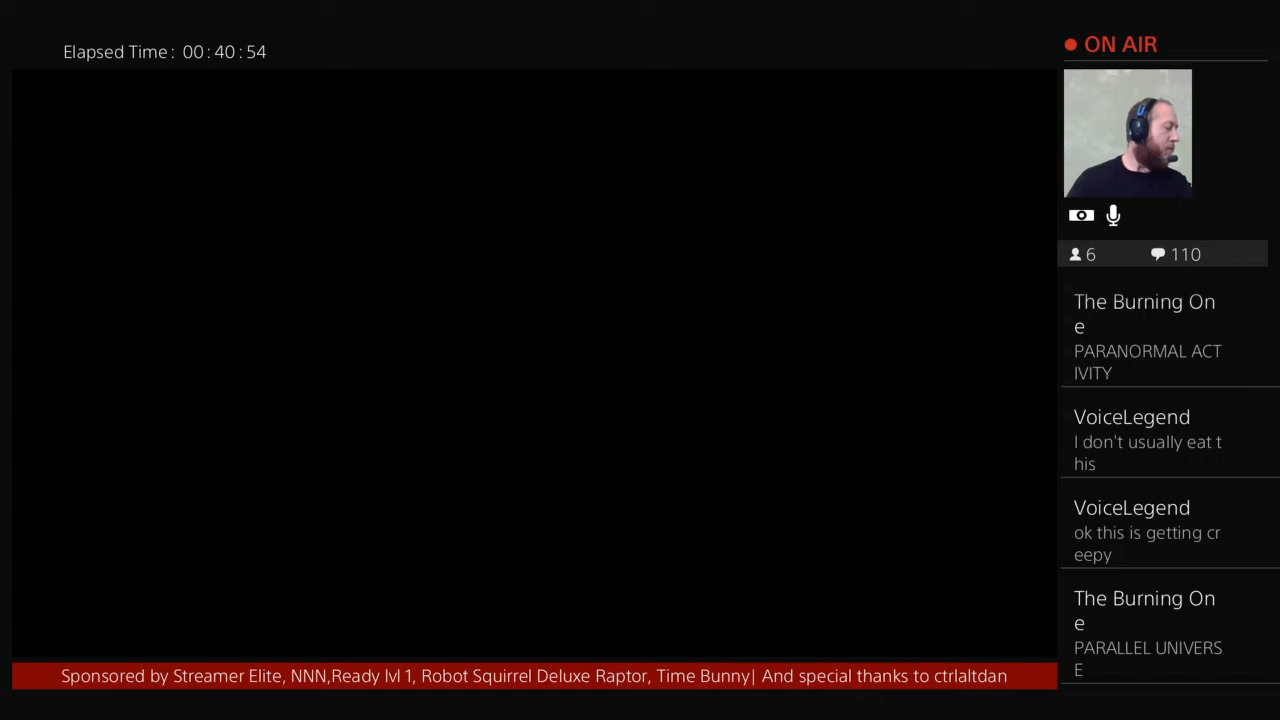 Elapsed Time: 00:40:54
ON AIR
6 110
The Burning On
e
PARANORMAL ACT
IVITY
VoiceLegend
I don't usually eat t
his
VoiceLegend
ok this is getting cr
eepy
The Burning On
e
PARALLEL UNIVERS
E
Sponsored by Streamer Elite, NNN,Ready lvl 1, Robot Squirrel Deluxe Raptor, Time Bunny| And special thanks to ctrlaltdan